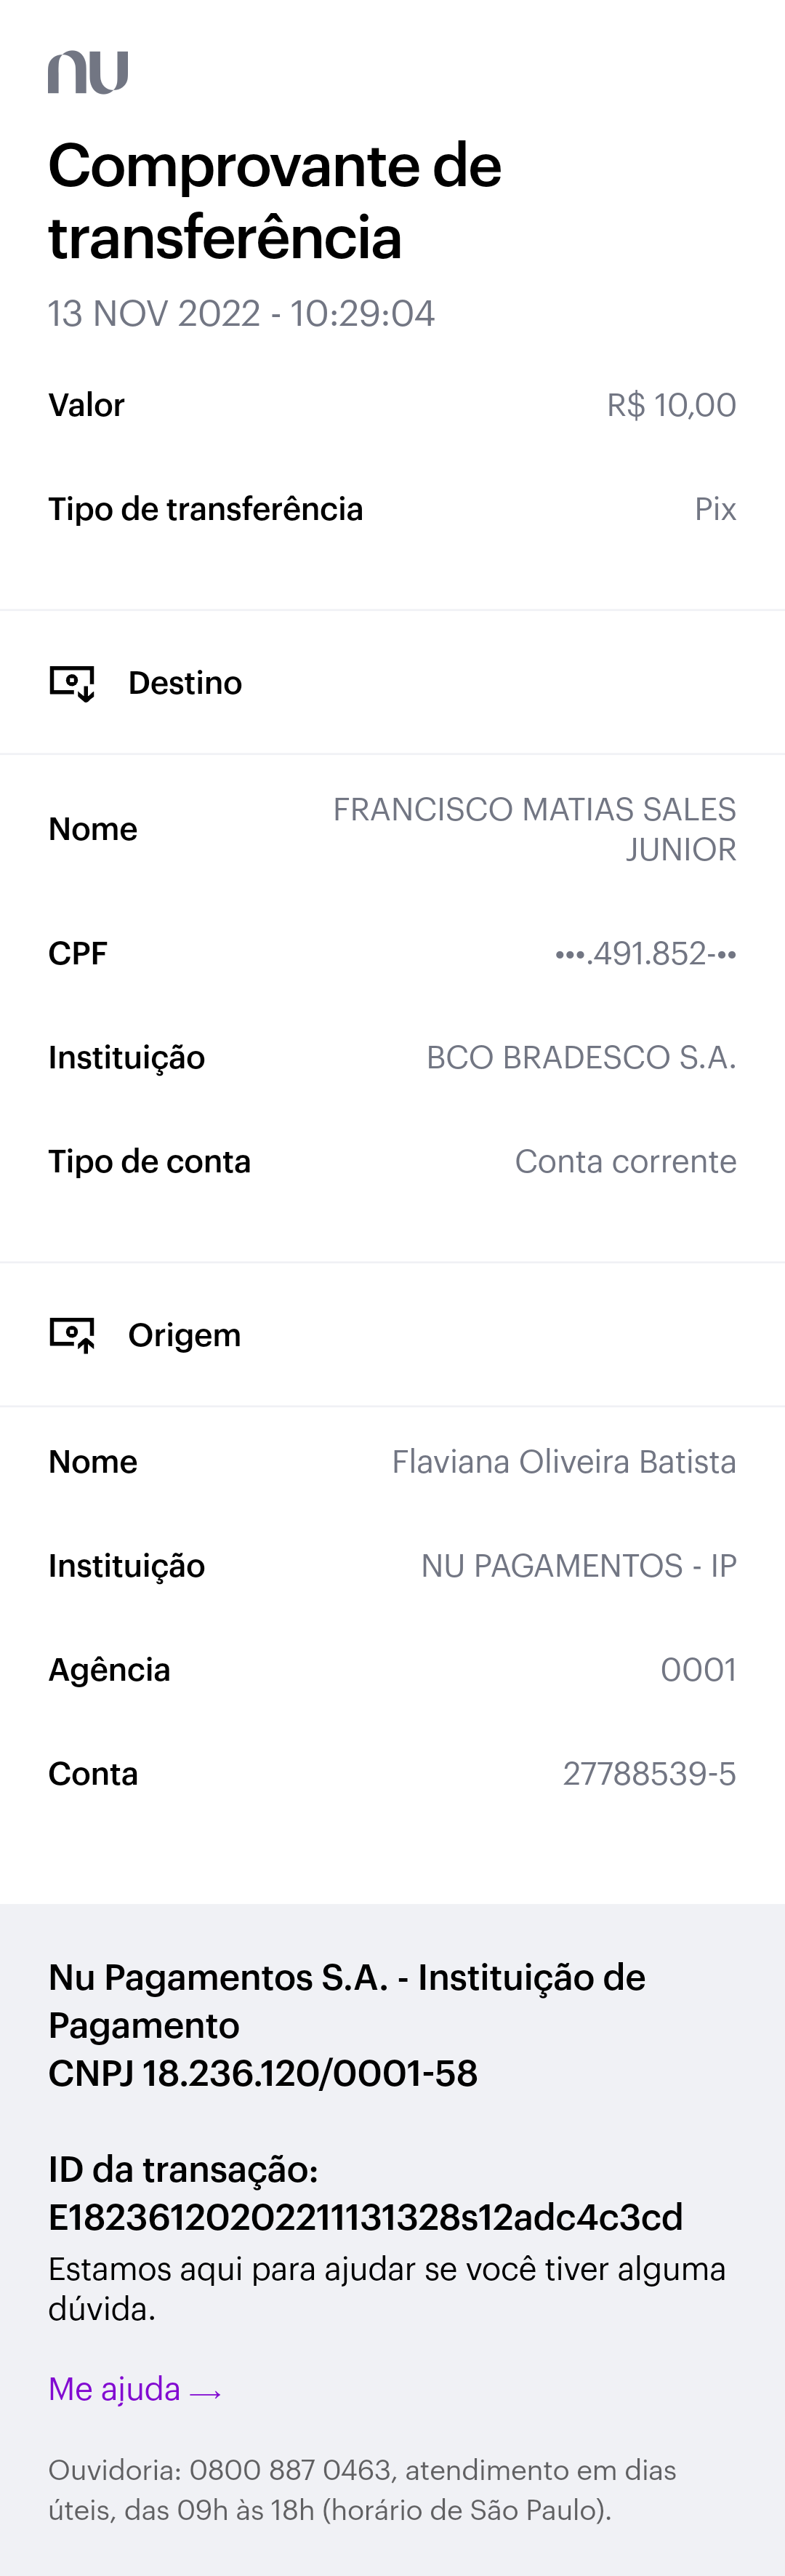 nu
Comprovante de
transferência
13 NOV 2022 - 10:29:04
Valor R$ 10,00
Tipo de transferência Pix
Destino
Nome FRANCISCO MATIAS SALES
JUNIOR
CPF •••.491.852-••
Instituição BCO BRADESCO S.A.
Tipo de conta Conta corrente
Origem
Nome Flaviana Oliveira Batista
Instituição NU PAGAMENTOS - IP
Agência 0001
Conta 27788539-5
Nu Pagamentos S.A. - Instituição de
Pagamento
CNPJ 18.236.120/0001-58
ID da transação:
E18236120202211131328s12adc4c3cd
Estamos aqui para ajudar se você tiver alguma
dúvida.
Me ajuda →
Ouvidoria: 0800 887 0463, atendimento em dias
úteis, das 09h às 18h (horário de São Paulo).